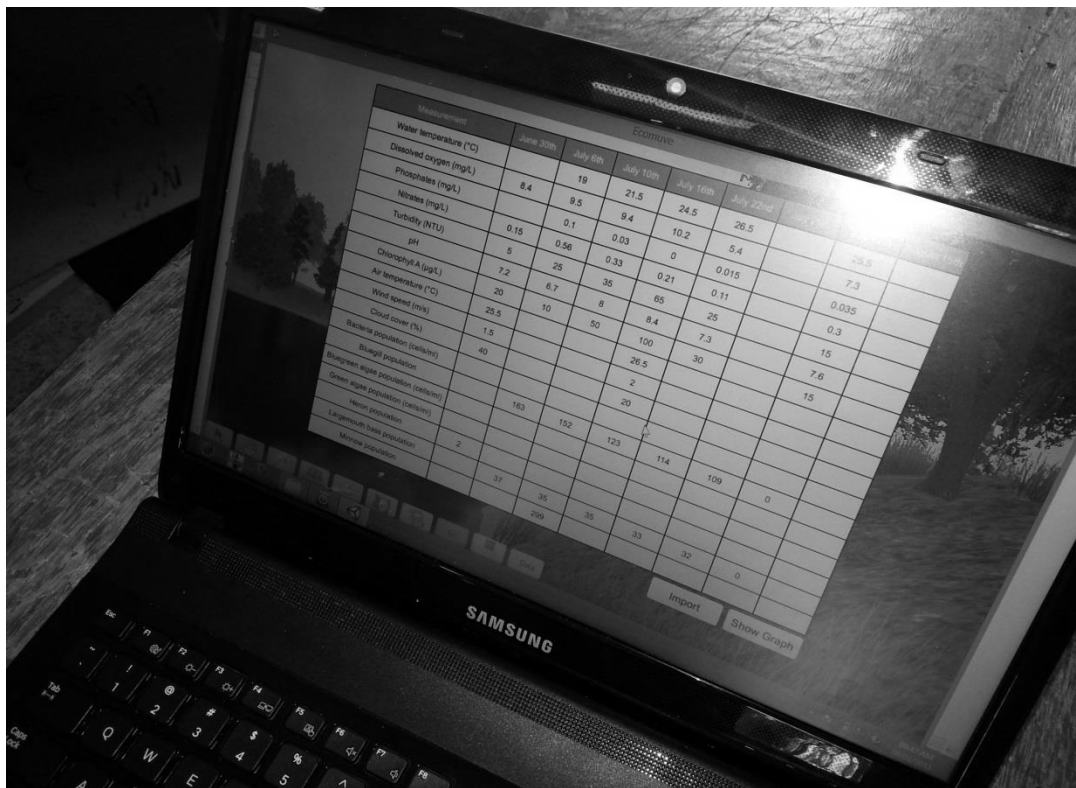 Ecomuve
Measurement June 30th July 6th July 10th July 16th July 22nd
Water temperature (°C) 19 21.5 24.5 26.5 25.5
Dissolved oxygen (mg/L) 8.4 9.5 9.4 10.2 5.4 7.3
Phosphates (mg/L) 0.1 0.03 0 0.015 0.035
Nitrates (mg/L) 0.15 0.56 0.33 0.21 0.11 0.3
Turbidity (NTU) 5 25 35 65 25 15
pH 7.2 6.7 8 8.4 7.3 7.6
Chlorophyll A (µg/L) 20 10 50 100 30 15
Air temperature (°C) 25.5 26.5
Wind speed (m/s) 1.5 2
Cloud cover (%) 40 20
Bacteria population (cells/ml)
Bluegill population 163 152 123 114 109 0
Bluegreen algae population (cells/ml)
Green algae population (cells/ml)
Heron population 2
Largemouth bass population 37 35 35 33 32 0
Minnow population 299
Import Show Graph
Data
SAMSUNG
Esc F1 F2 F3 F4 F5 F6 F7 F8
~ ! @ # $ %
1 2 3 4 5
Tab Q W E
Caps Lock A